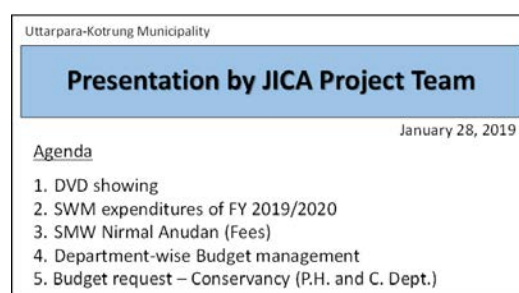 Uttarpara-Kotrung Municipality
Presentation by JICA Project Team
January 28, 2019
Agenda
1. DVD showing
2. SWM expenditures of FY 2019/2020
3. SMW Nirmal Anudan (Fees)
4. Department-wise Budget management
5. Budget request – Conservancy (P.H. and C. Dept.)